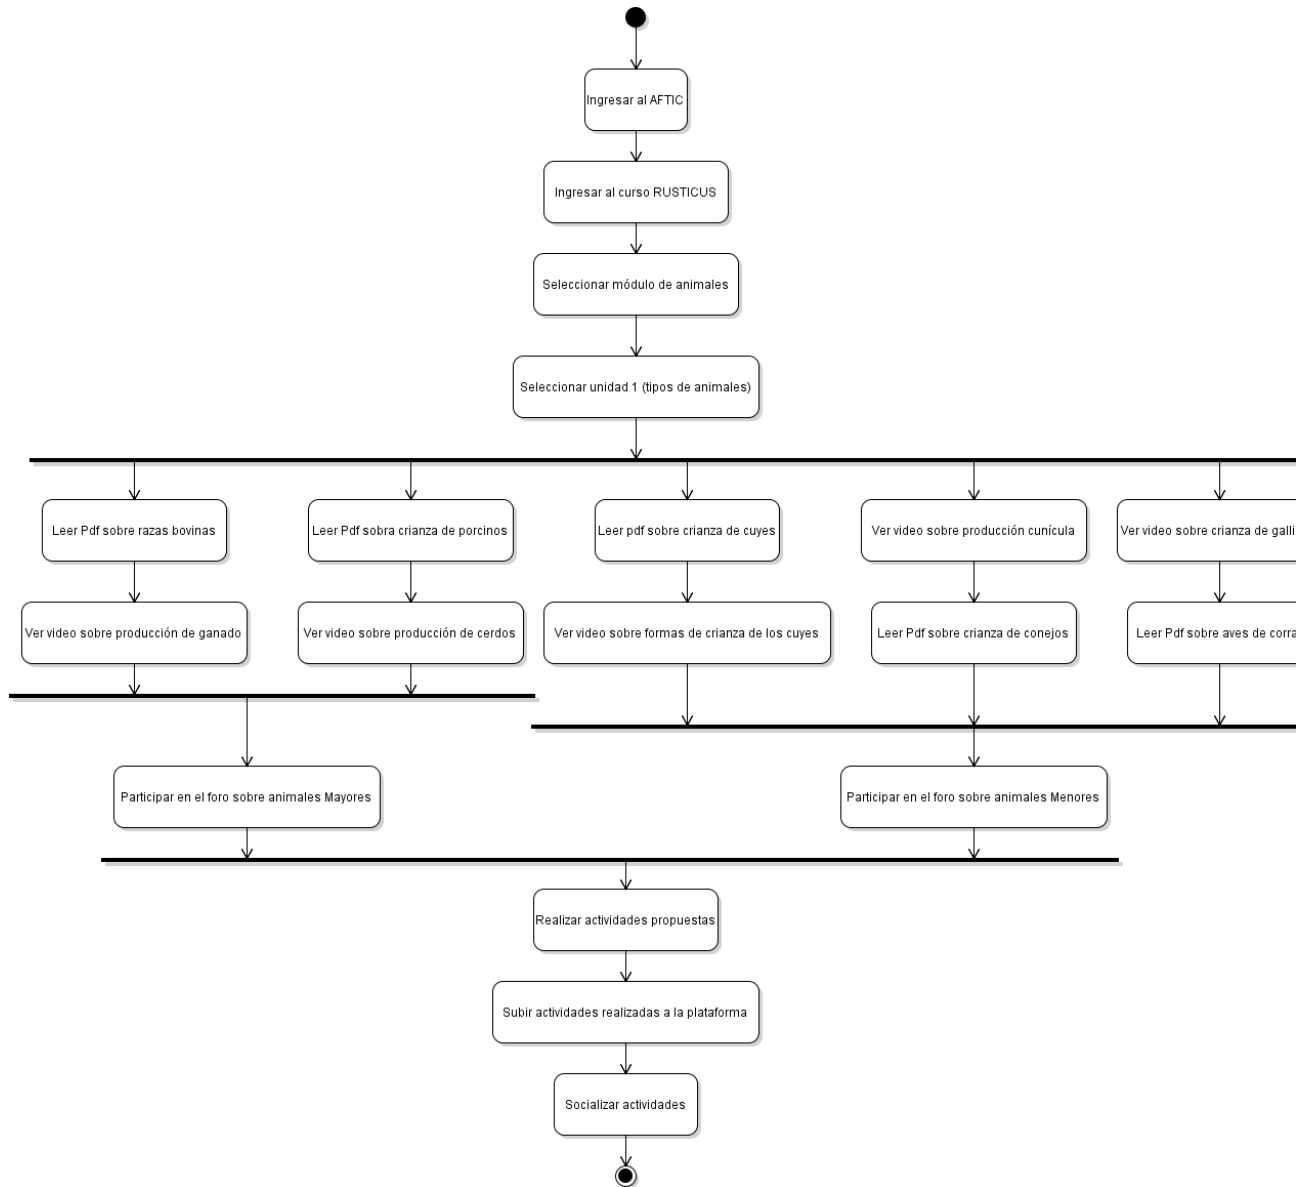 Ingresar al AFTIC
Ingresar al curso RUSTICUS
Seleccionar módulo de animales
Seleccionar unidad 1 (tipos de animales)
Leer Pdf sobre razas bovinas
Leer Pdf sobra crianza de porcinos
Leer pdf sobre crianza de cuyes
Ver video sobre producción cunícula
Ver video sobre crianza de
Ver video sobre producción de ganado
Ver video sobre producción de cerdos
Ver video sobre formas de crianza de los cuyes
Leer Pdf sobre crianza de conejos
Leer Pdf sobre aves de
Participar en el foro sobre animales Mayores
Participar en el foro sobre animales Menores
Realizar actividades propuestas
Subir actividades realizadas a la plataforma
Socializar actividades